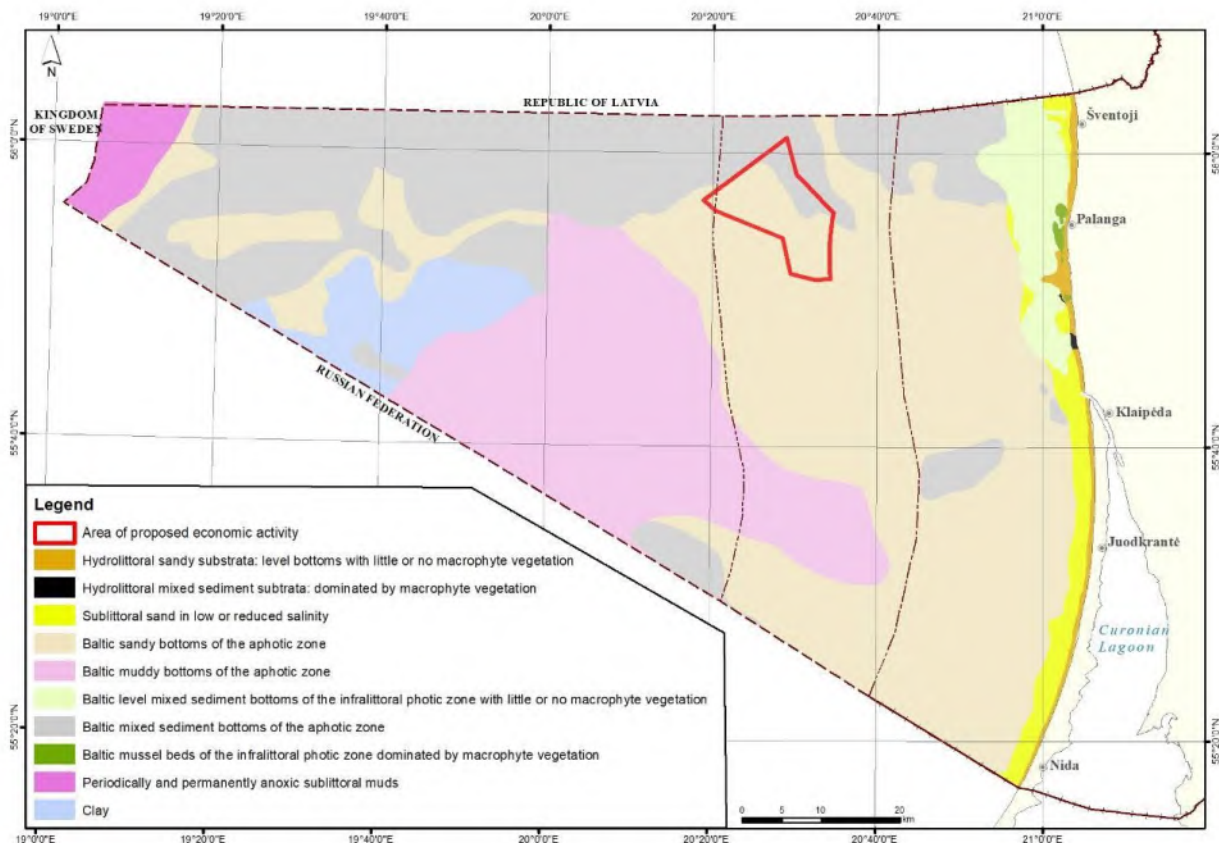 19°0'0"E
19°20'0"E
19°40'0"E
20°0'0"E
20°20'0"E
20°40'0"E
21°0'0"E
N
KINGDOM
OF SWEDEN
REPUBLIC OF LATVIA
Šventoji
56°0'0"N
56°0'0"N
Palanga
RUSSIAN FEDERATION
Klaipėda
55°40'0"N
55°40'0"N
Juodkrantė
Curonian
Lagoon
55°20'0"N
55°20'0"N
Nida
Legend
Area of proposed economic activity
Hydrolittoral sandy substrata: level bottoms with little or no macrophyte vegetation
Hydrolittoral mixed sediment subtrata: dominated by macrophyte vegetation
Sublittoral sand in low or reduced salinity
Baltic sandy bottoms of the aphotic zone
Baltic muddy bottoms of the aphotic zone
Baltic level mixed sediment bottoms of the infralittoral photic zone with little or no macrophyte vegetation
Baltic mixed sediment bottoms of the aphotic zone
Baltic mussel beds of the infralittoral photic zone dominated by macrophyte vegetation
Periodically and permanently anoxic sublittoral muds
Clay
0 5 10 20
km
19°0'0"E
19°20'0"E
19°40'0"E
20°0'0"E
20°20'0"E
20°40'0"E
21°0'0"E